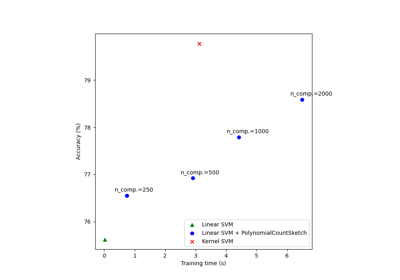 79
78
77
76
Accuracy (%)
n_comp.=2000
n_comp.=1000
n_comp.=500
n_comp.=250
Linear SVM
Linear SVM + PolynomialCountSketch
Kernel SVM
0 1 2 3 4 5 6
Training time (s)